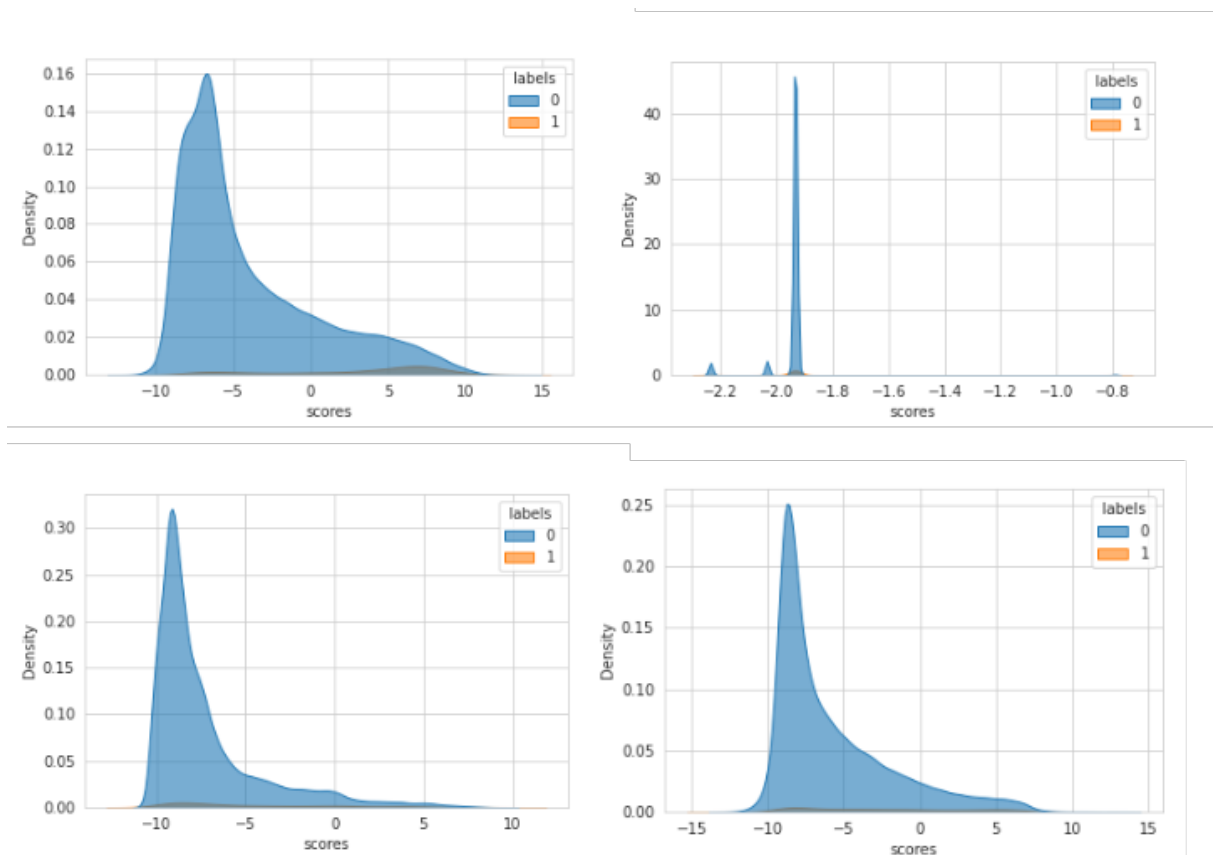 labels
0
1
0.16
0.14
0.12
0.10
0.08
0.06
0.04
0.02
0.00
Density
−10 −5 0 5 10 15
scores
labels
0
1
40
30
20
10
0
Density
−2.2 −2.0 −1.8 −1.6 −1.4 −1.2 −1.0 −0.8
scores
labels
0
1
0.30
0.25
0.20
0.15
0.10
0.05
0.00
Density
−10 −5 0 5 10
scores
labels
0
1
0.25
0.20
0.15
0.10
0.05
0.00
Density
−15 −10 −5 0 5 10 15
scores